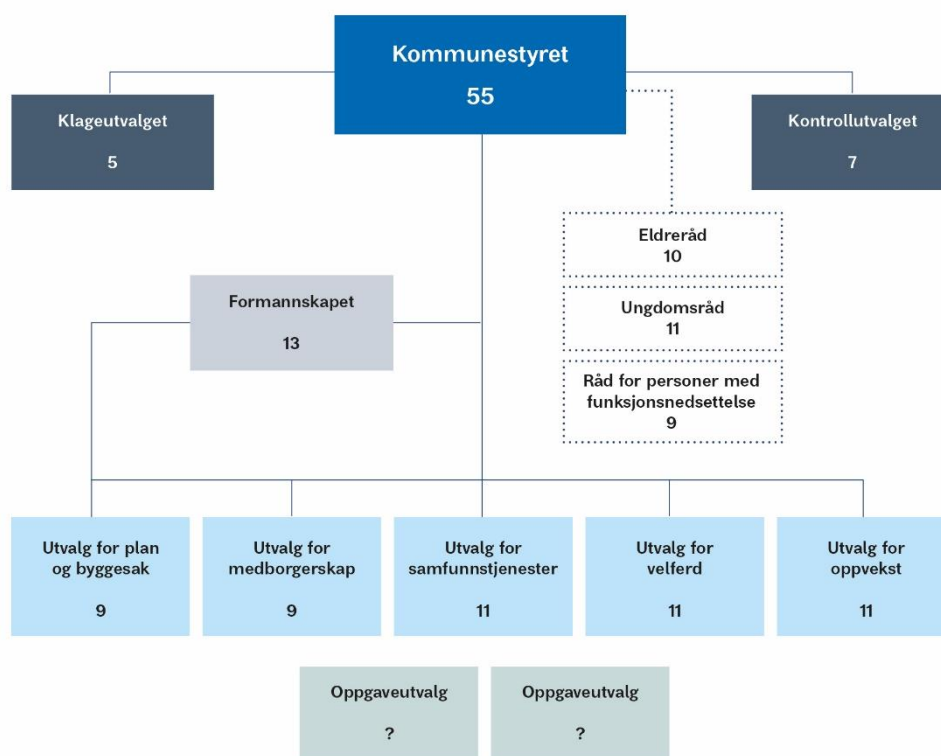 Kommunestyret
55
Klageutvalget
5
Kontrollutvalget
7
Eldreråd
10
Ungdomsråd
11
Råd for personer med
funksjonsnedsettelse
9
Formannskapet
13
Utvalg for plan
og byggesak
9
Utvalg for
medborgerskap
9
Utvalg for
samfunnstjenester
11
Utvalg for
velferd
11
Utvalg for
oppvekst
11
Oppgaveutvalg
?
Oppgaveutvalg
?